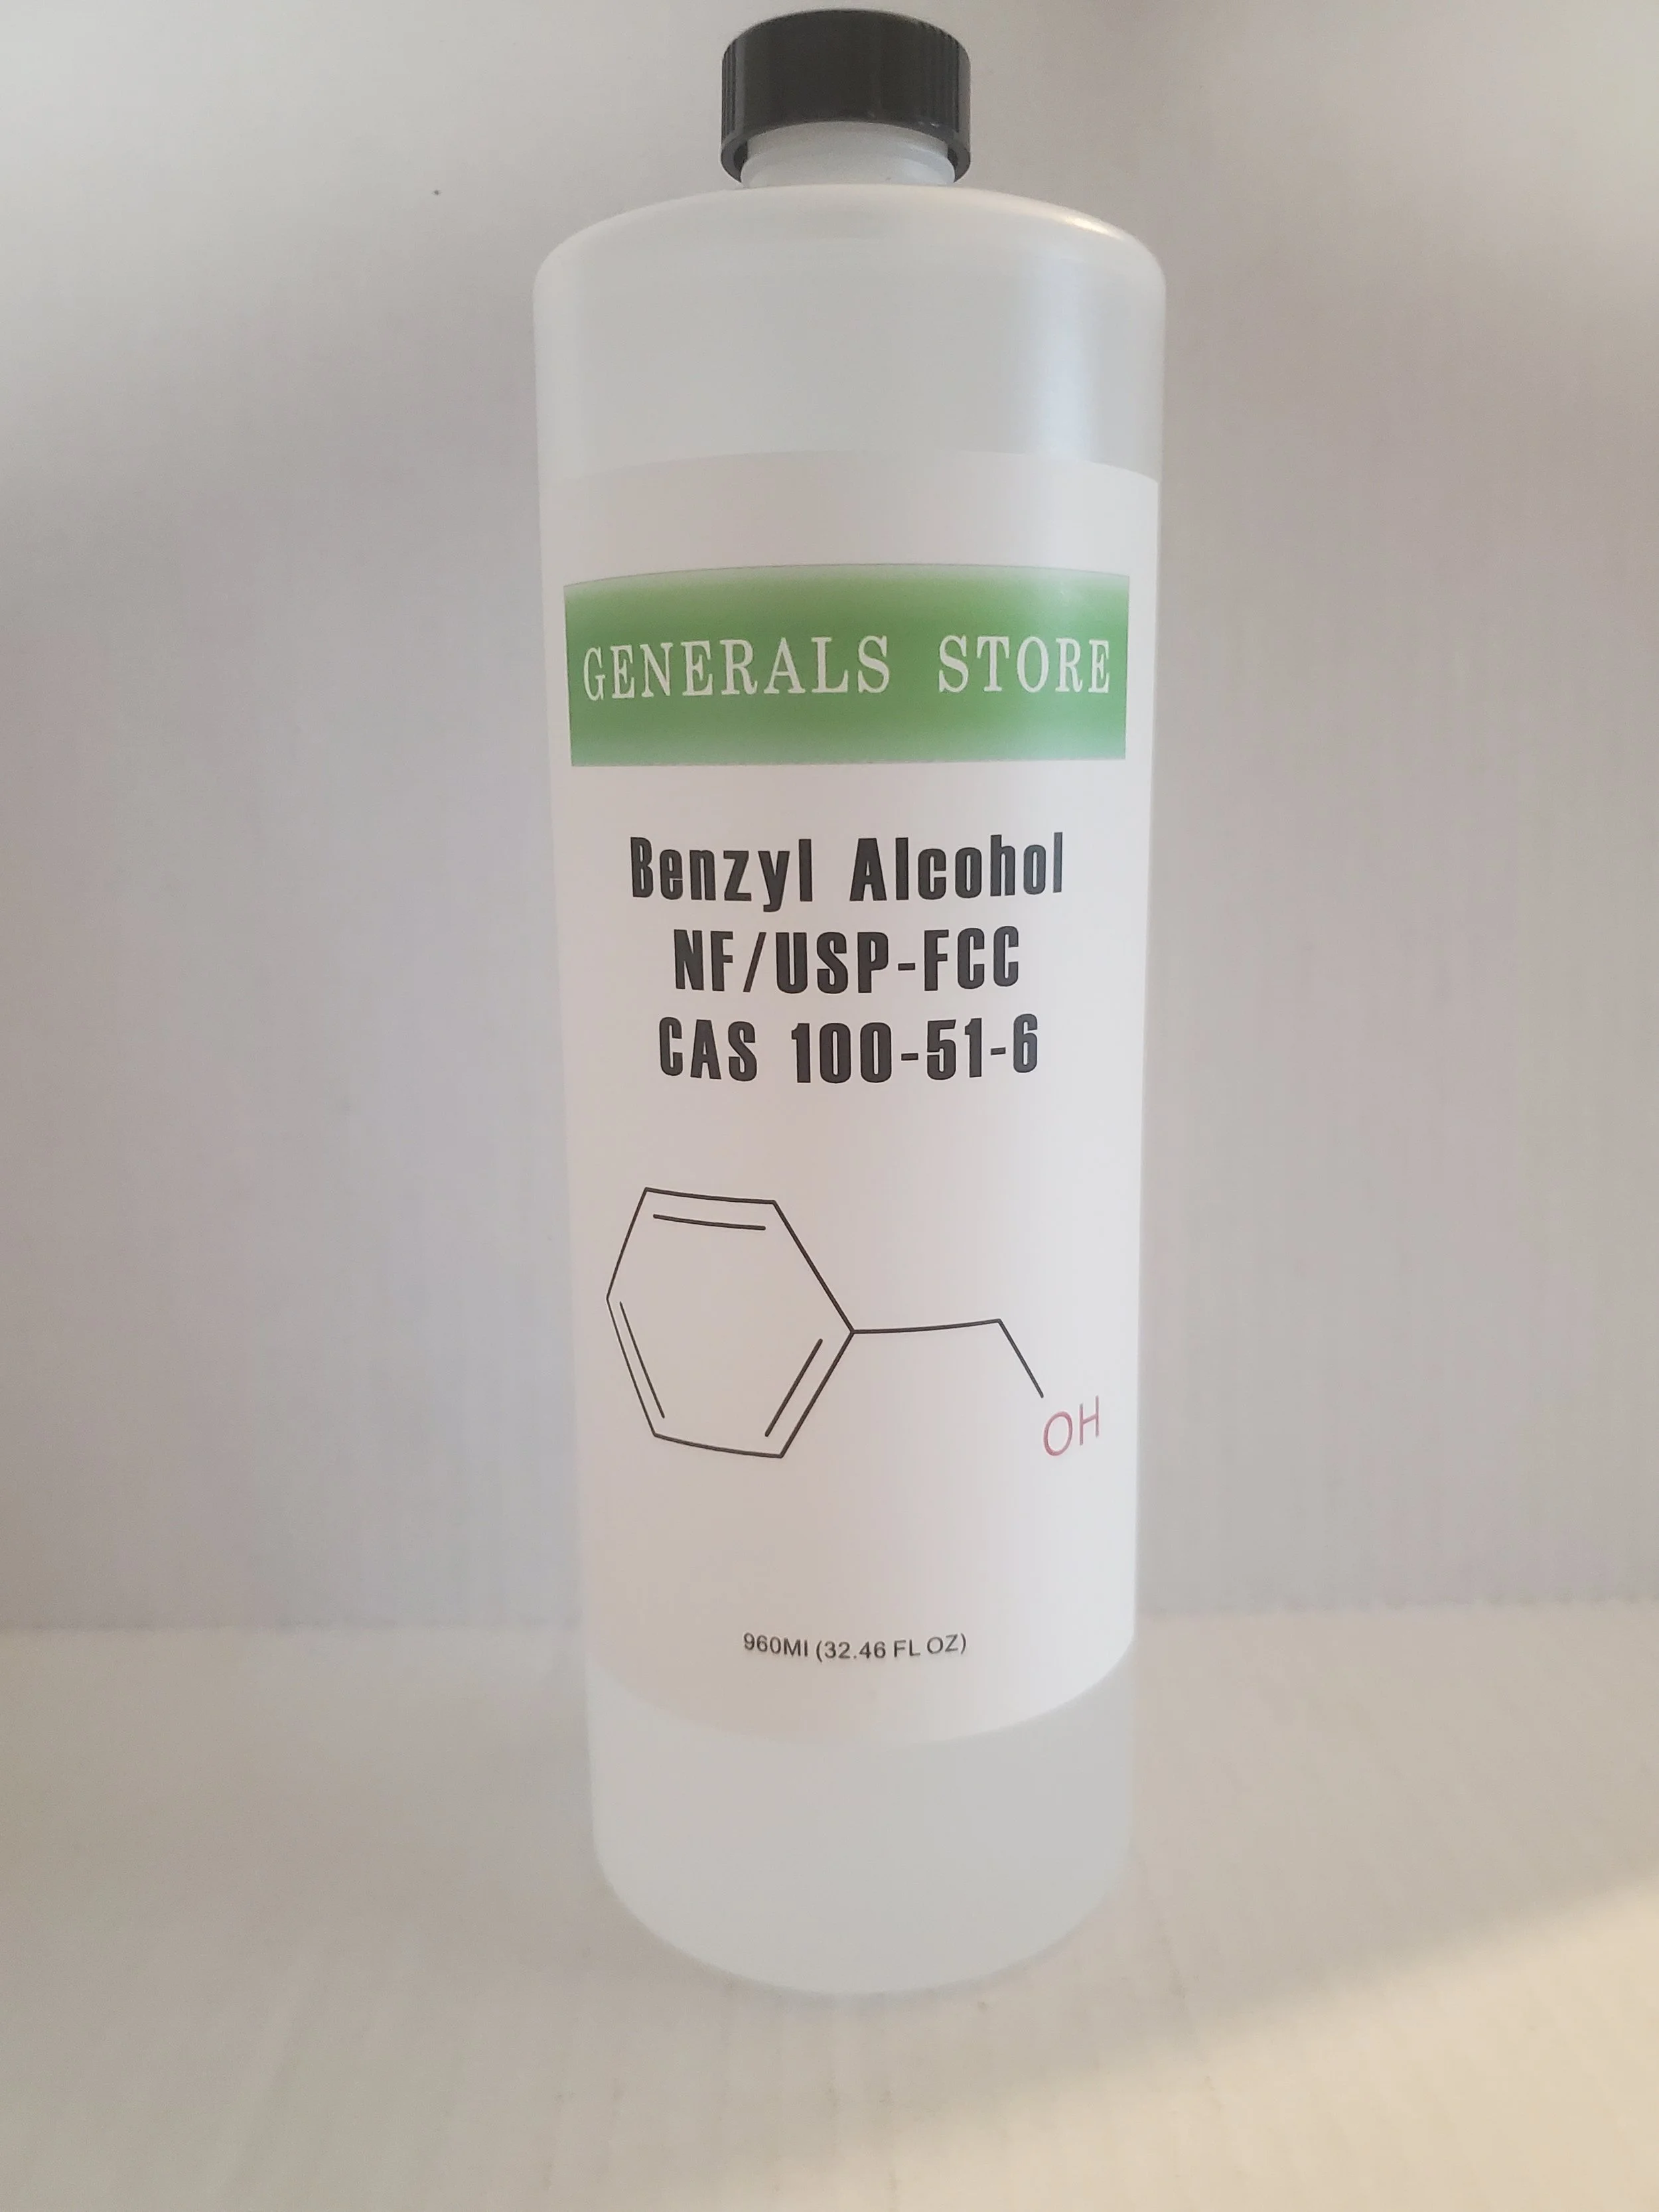 GENERALS STORE
Benzyl Alcohol
NF/USP-FCC
CAS 100-51-6
OH
960Ml (32.46 FL OZ)